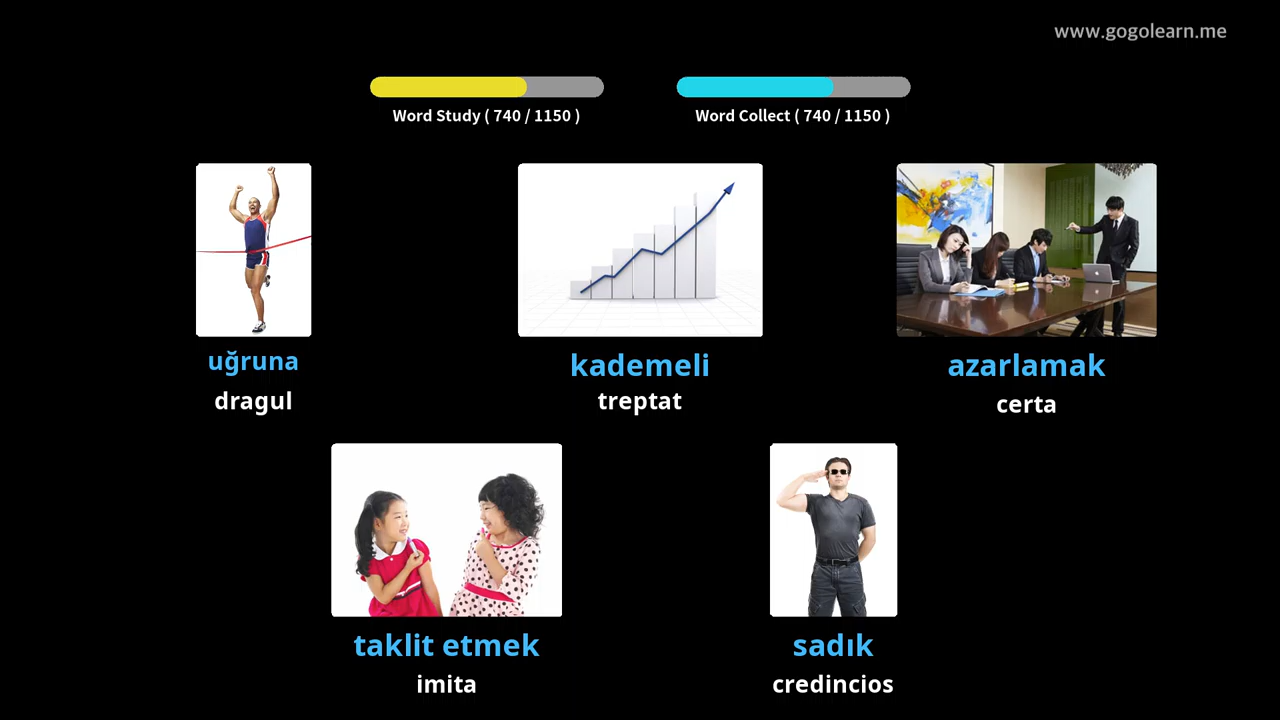 www.gogolearn.me
Word Study ( 740 / 1150 )
Word Collect ( 740 / 1150 )
uğruna
dragul
kademeli
treptat
azarlamak
certa
taklit etmek
imita
sadık
credincios